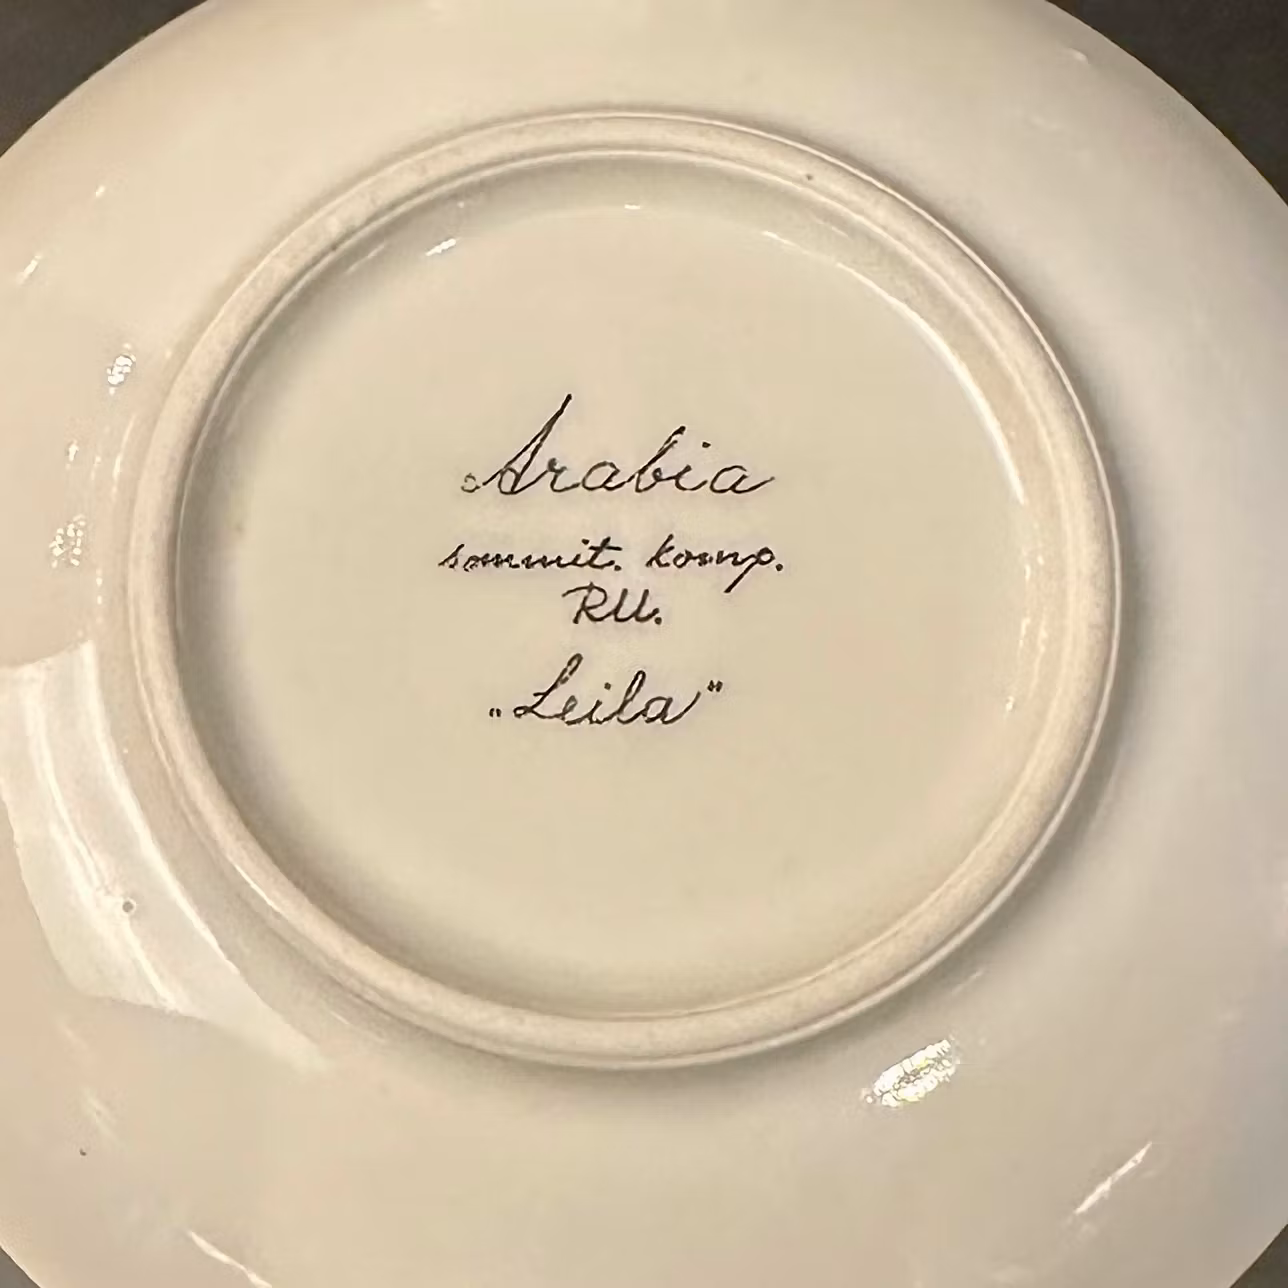 Arabia
sommit. komp.
RU.
„Leila”